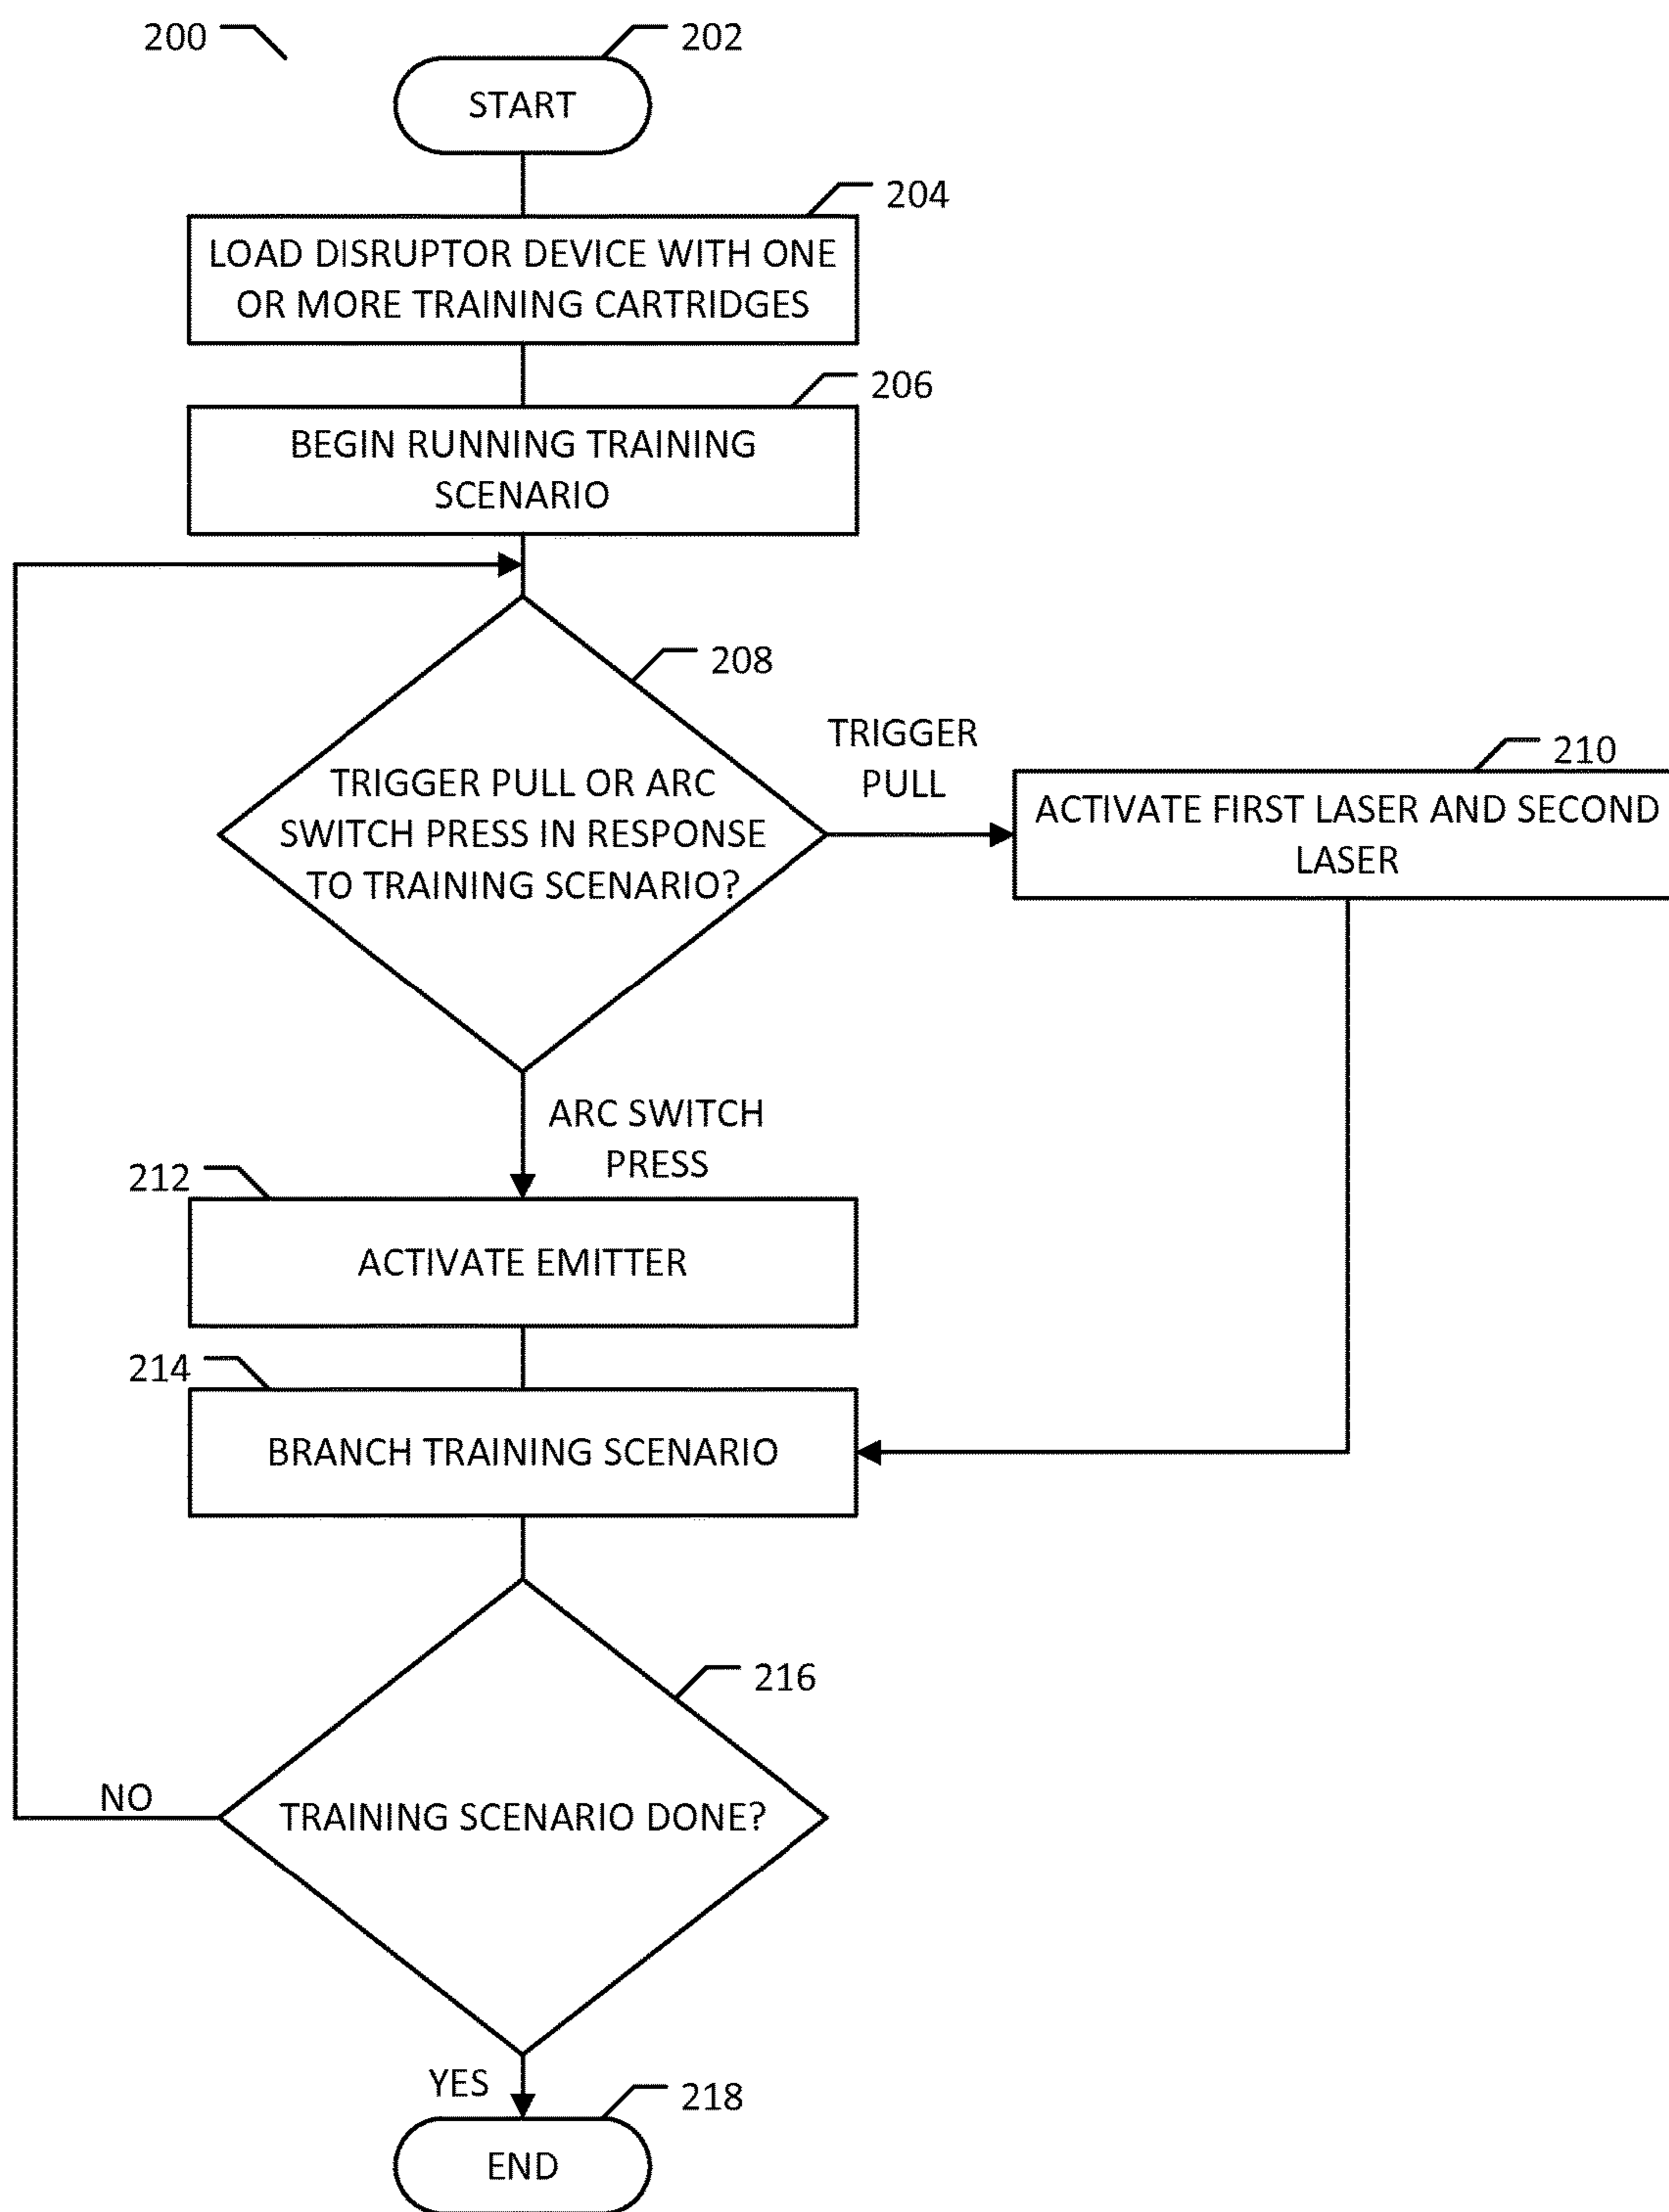 200
202
START
204
LOAD DISRUPTOR DEVICE WITH ONE
OR MORE TRAINING CARTRIDGES
206
BEGIN RUNNING TRAINING
SCENARIO
208
TRIGGER PULL OR ARC
SWITCH PRESS IN RESPONSE
TO TRAINING SCENARIO?
TRIGGER
PULL
210
ACTIVATE FIRST LASER AND SECOND
LASER
ARC SWITCH
PRESS
212
ACTIVATE EMITTER
214
BRANCH TRAINING SCENARIO
216
TRAINING SCENARIO DONE?
NO
YES
218
END